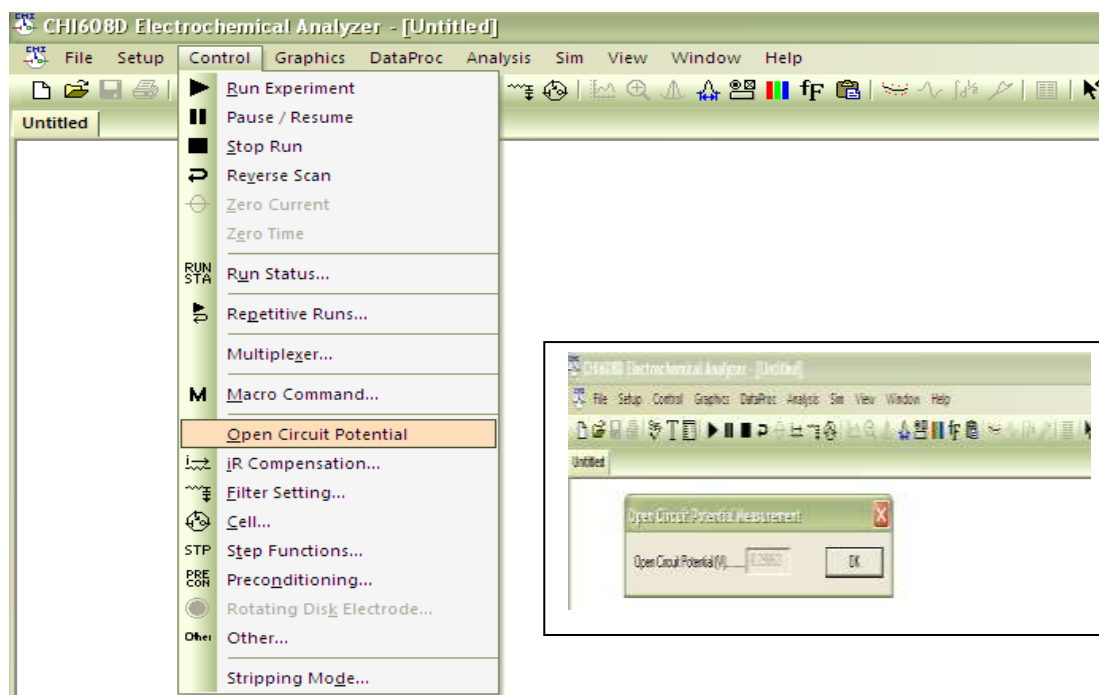 CHI608D Electrochemical Analyzer - [Untitled]
File Setup Control Graphics DataProc Analysis Sim View Window Help
Untitled
Run Experiment
Pause / Resume
Stop Run
Reverse Scan
Zero Current
Zero Time
RUN STA Run Status...
Repetitive Runs...
Multiplexer...
M Macro Command...
Open Circuit Potential
iR Compensation...
Filter Setting...
Cell...
STP Step Functions...
PRE CON Preconditioning...
Rotating Disk Electrode...
Other Other...
Stripping Mode...
CHI608D Electrochemical Analyzer - [Untitled]
File Setup Control Graphics DataProc Analysis Sim View Window Help
Untitled
Open Circuit Potential Measurement
Open Circuit Potential (V)...... OK